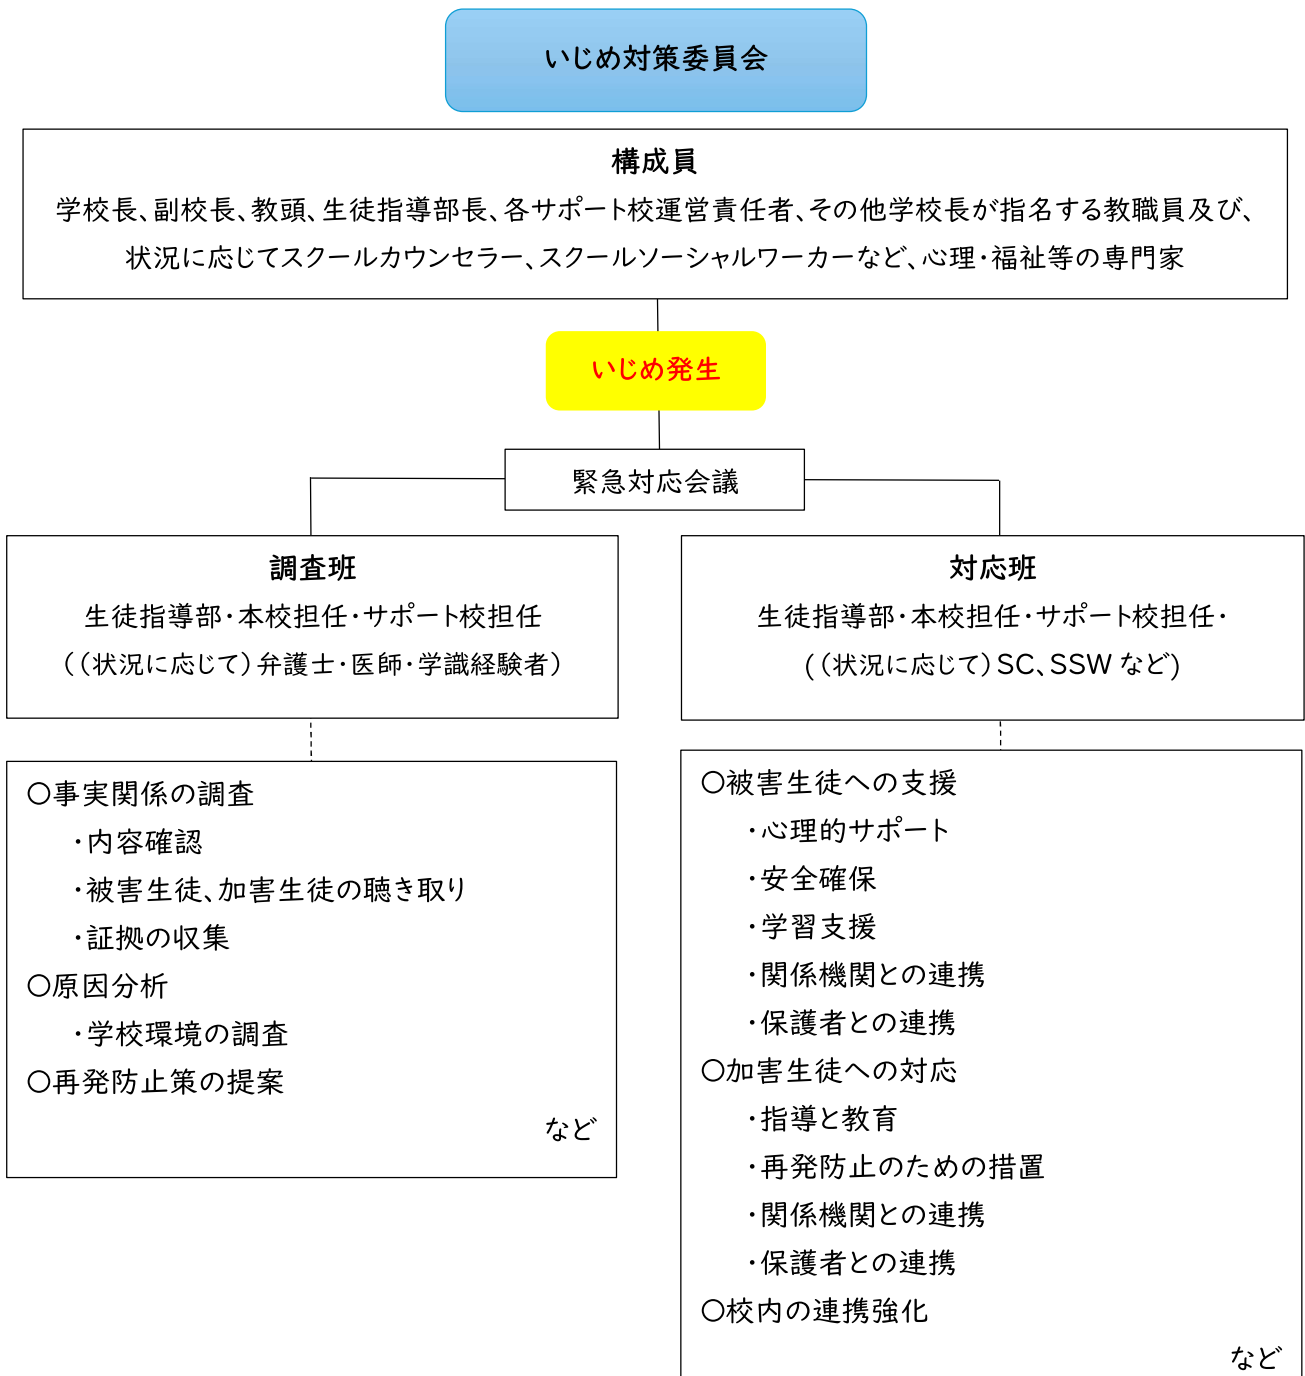 いじめ対策委員会
構成員
学校長、副校長、教頭、生徒指導部長、各サポート校運営責任者、その他学校長が指名する教職員及び、
状況に応じてスクールカウンセラー、スクールソーシャルワーカーなど、心理・福祉等の専門家
いじめ発生
緊急対応会議
調査班
生徒指導部・本校担任・サポート校担任
（（状況に応じて）弁護士・医師・学識経験者）
○事実関係の調査
・内容確認
・被害生徒、加害生徒の聴き取り
・証拠の収集
○原因分析
・学校環境の調査
○再発防止策の提案
など
対応班
生徒指導部・本校担任・サポート校担任・
(（状況に応じて）SC、SSW など)
○被害生徒への支援
・心理的サポート
・安全確保
・学習支援
・関係機関との連携
・保護者との連携
○加害生徒への対応
・指導と教育
・再発防止のための措置
・関係機関との連携
・保護者との連携
○校内の連携強化
など